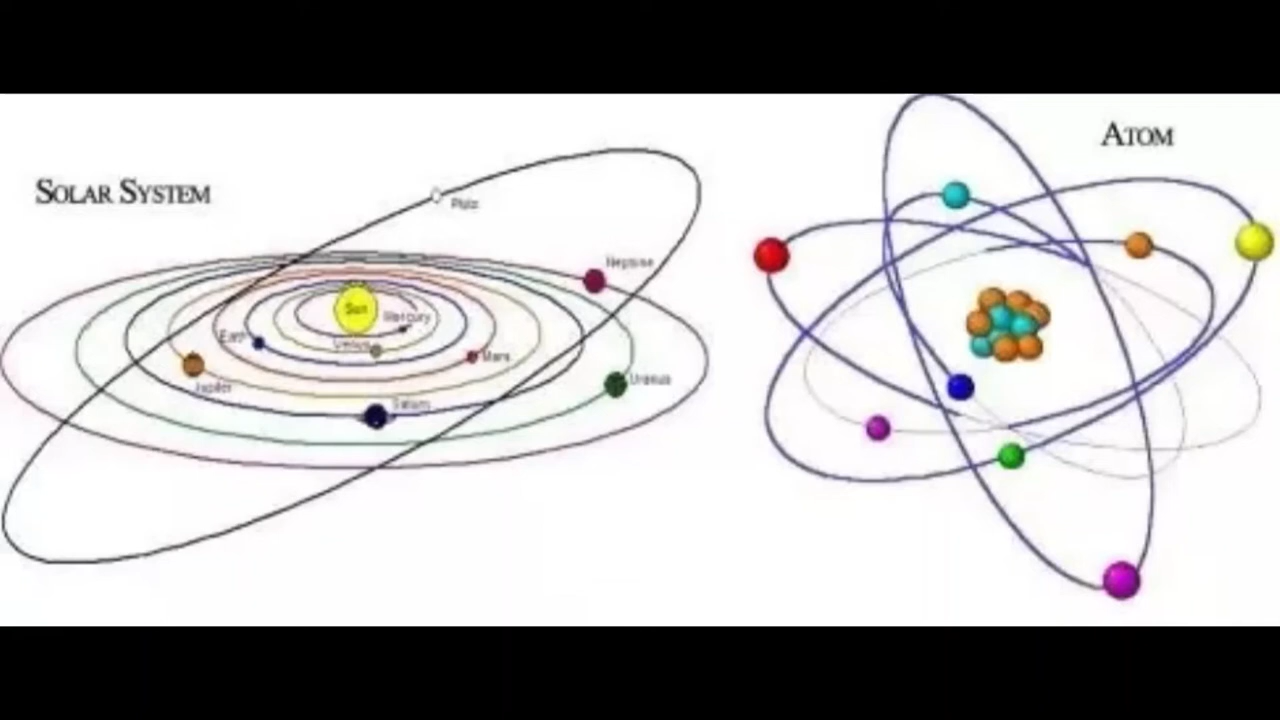 SOLAR SYSTEM
ATOM
Pluto
Neptune
Sun
Mercury
Earth
Venus
Mars
Jupiter
Uranus
Saturn